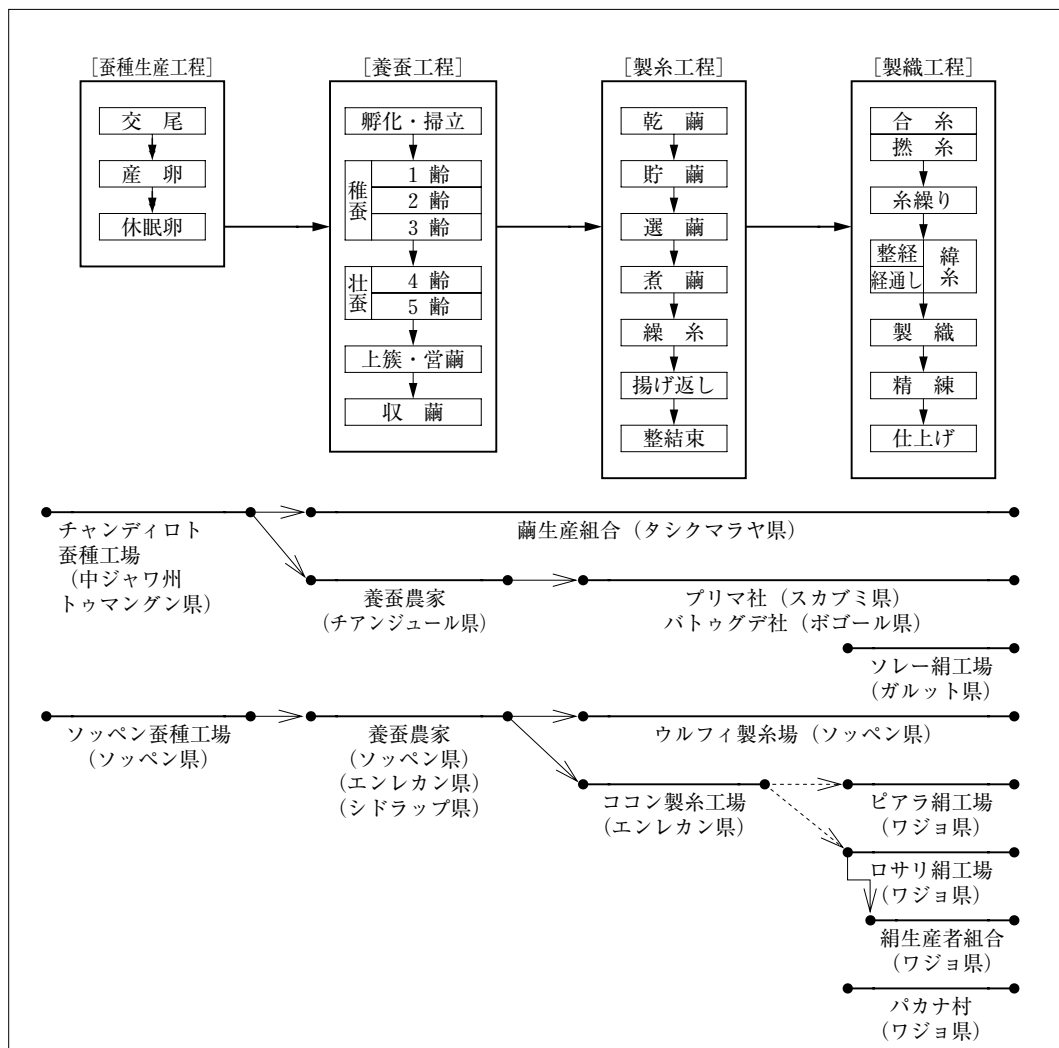 [蚕種生産工程]
交　尾
産　卵
休眠卵
[養蚕工程]
孵化・掃立
稚蚕
1 齢
2 齢
3 齢
壮蚕
4 齢
5 齢
上簇・営繭
収　繭
[製糸工程]
乾　繭
貯　繭
選　繭
煮　繭
繰　糸
揚げ返し
整結束
[製織工程]
合　糸
撚　糸
糸繰り
整経
経通し
緯糸
製　織
精　練
仕上げ
チャンディロト
蚕種工場
（中ジャワ州
トゥマングン県）
繭生産組合（タシクマラヤ県）
養蚕農家
（チアンジュール県）
プリマ社（スカブミ県）
バトゥグデ社（ボゴール県）
ソレー絹工場
（ガルット県）
ソッペン蚕種工場
（ソッペン県）
養蚕農家
（ソッペン県）
（エンレカン県）
（シドラップ県）
ウルフィ製糸場（ソッペン県）
ココン製糸工場
（エンレカン県）
ピアラ絹工場
（ワジョ県）
ロサリ絹工場
（ワジョ県）
絹生産者組合
（ワジョ県）
パカナ村
（ワジョ県）